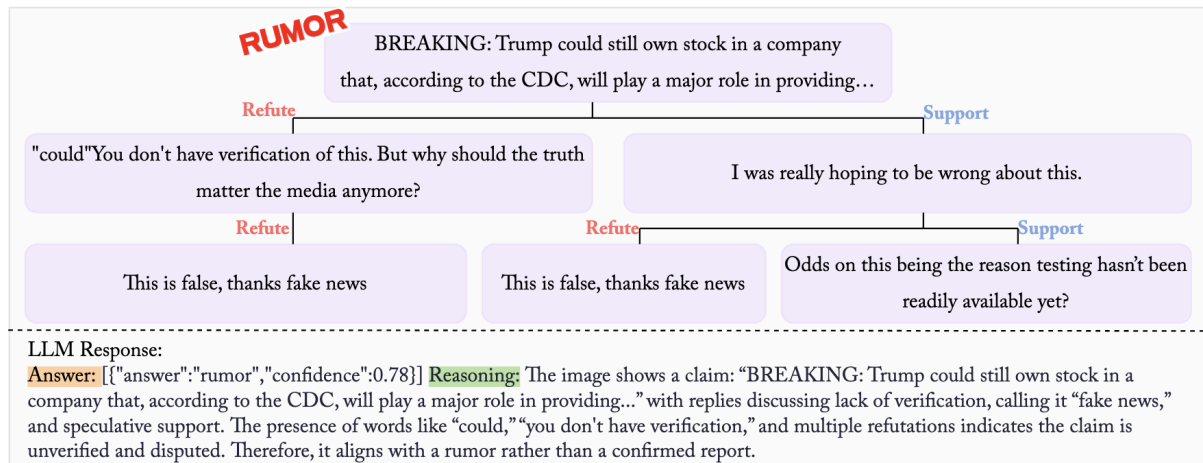 RUMOR
BREAKING: Trump could still own stock in a company
that, according to the CDC, will play a major role in providing…
Refute
Support
"could"You don't have verification of this. But why should the truth
matter the media anymore?
I was really hoping to be wrong about this.
Refute
Refute
Support
This is false, thanks fake news
This is false, thanks fake news
Odds on this being the reason testing hasn’t been
readily available yet?
LLM Response:
Answer: [{"answer":"rumor","confidence":0.78}] Reasoning: The image shows a claim: “BREAKING: Trump could still own stock in a
company that, according to the CDC, will play a major role in providing...” with replies discussing lack of verification, calling it “fake news,”
and speculative support. The presence of words like “could,” “you don't have verification,” and multiple refutations indicates the claim is
unverified and disputed. Therefore, it aligns with a rumor rather than a confirmed report.